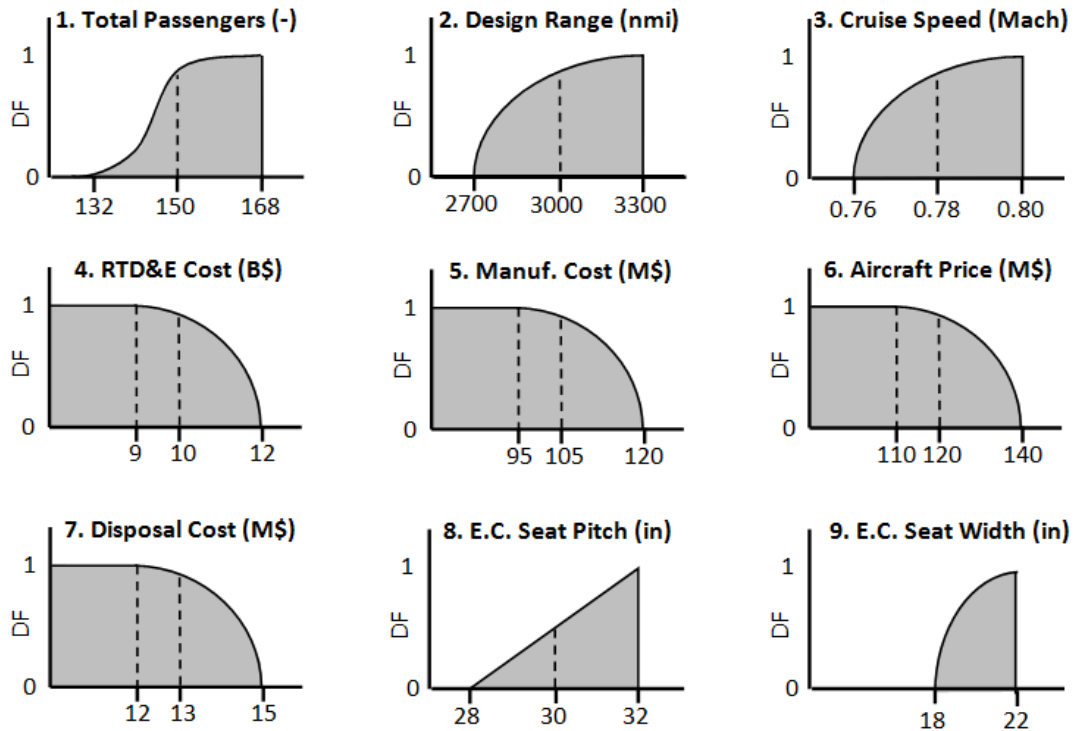 1. Total Passengers (-)
DF
1
0
132 150 168
2. Design Range (nmi)
DF
1
0
2700 3000 3300
3. Cruise Speed (Mach)
DF
1
0
0.76 0.78 0.80
4. RTD&E Cost (B$)
DF
1
0
9 10 12
5. Manuf. Cost (M$)
DF
1
0
95 105 120
6. Aircraft Price (M$)
DF
1
0
110 120 140
7. Disposal Cost (M$)
DF
1
0
12 13 15
8. E.C. Seat Pitch (in)
DF
1
0
28 30 32
9. E.C. Seat Width (in)
DF
1
0
18 22